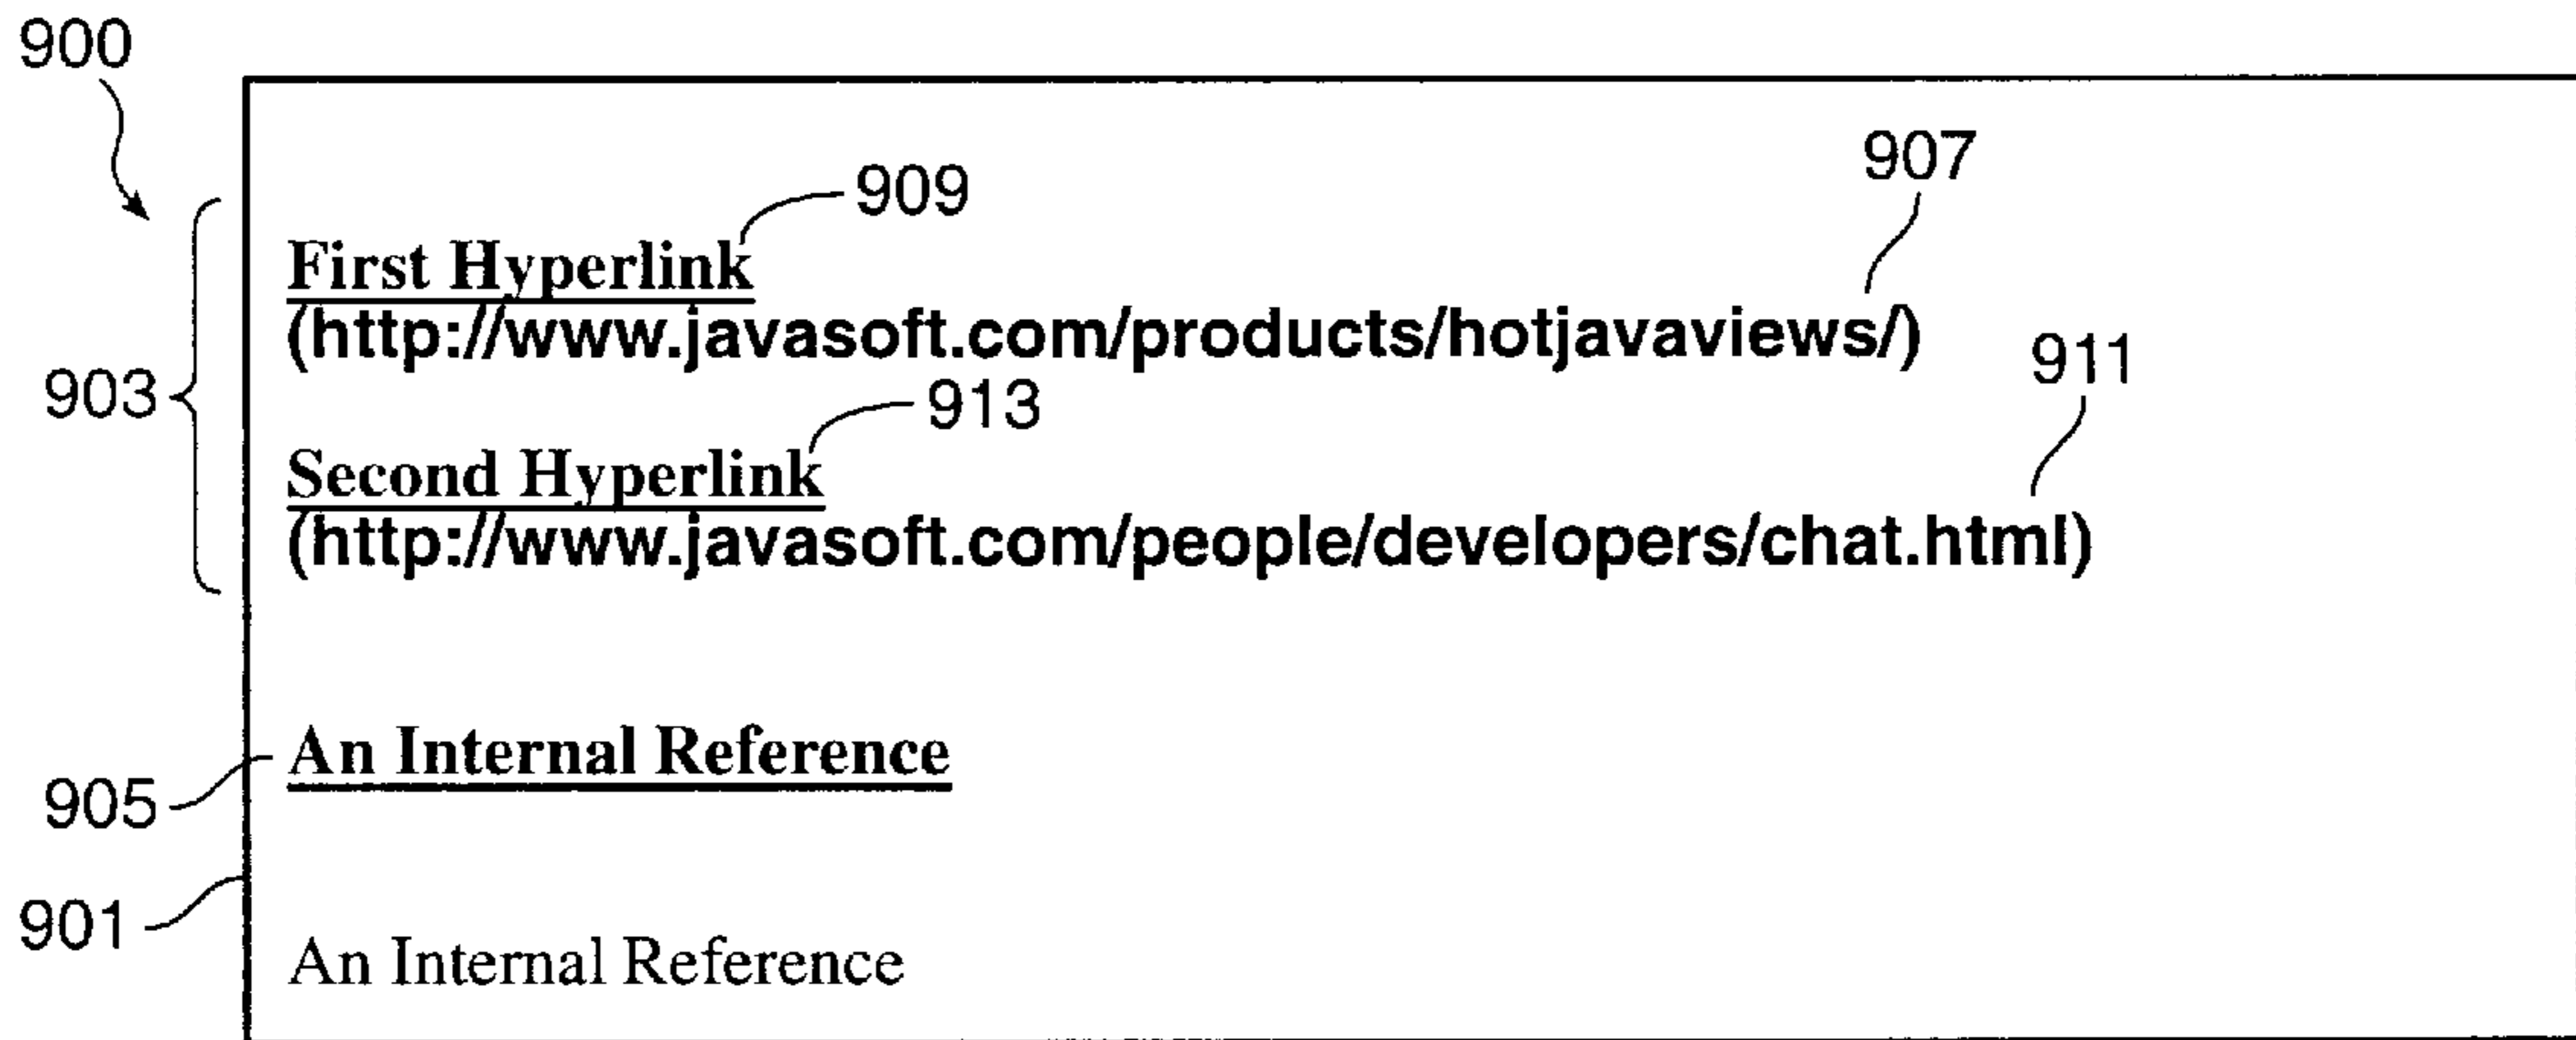 900
907
909
First Hyperlink
(http://www.javasoft.com/products/hotjavaviews/)
911
903
913
Second Hyperlink
(http://www.javasoft.com/people/developers/chat.html)
An Internal Reference
905
901
An Internal Reference